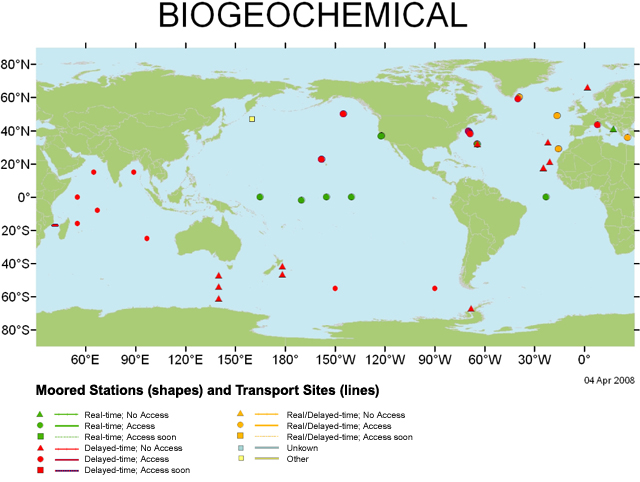 BIOGEOCHEMICAL
80°N
60°N
40°N
20°N
0°
20°S
40°S
60°S
80°S
60°E 90°E 120°E 150°E 180° 150°W 120°W 90°W 60°W 30°W 0°
04 Apr 2008
Moored Stations (shapes) and Transport Sites (lines)
Real-time; No Access
Real-time; Access
Real-time; Access soon
Delayed-time; No Access
Delayed-time; Access
Delayed-time; Access soon
Real/Delayed-time; No Access
Real/Delayed-time; Access
Real/Delayed-time; Access soon
Unkown
Other